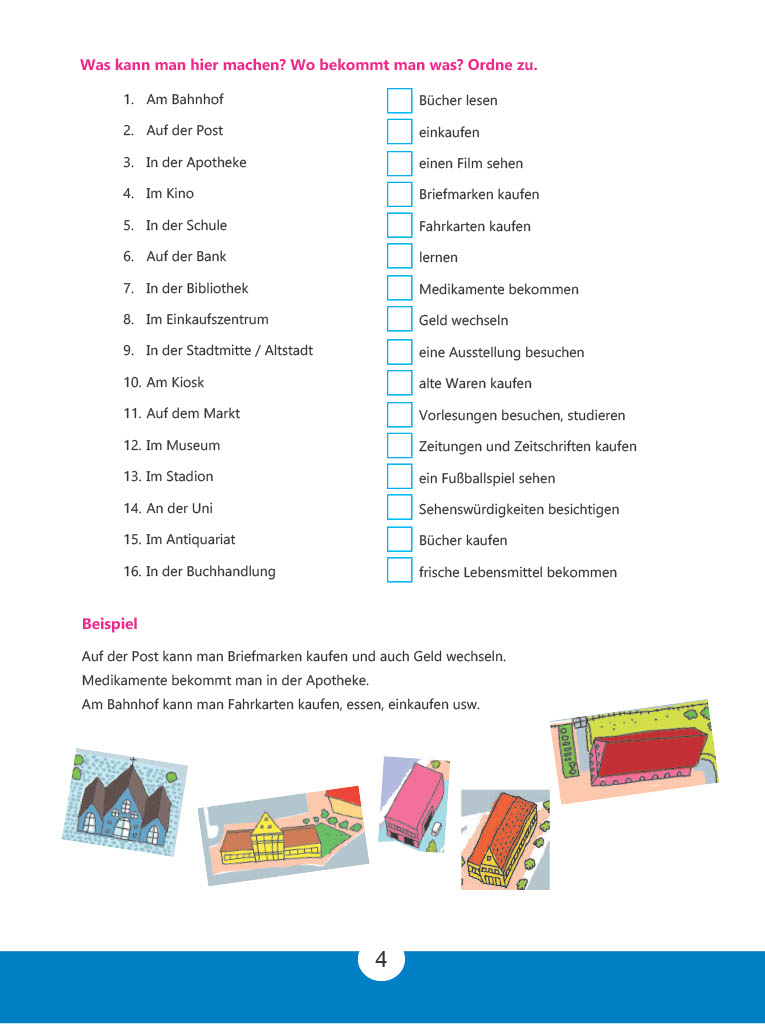 Was kann man hier machen? Wo bekommt man was? Ordne zu.
1. Am Bahnhof
2. Auf der Post
3. In der Apotheke
4. Im Kino
5. In der Schule
6. Auf der Bank
7. In der Bibliothek
8. Im Einkaufszentrum
9. In der Stadtmitte / Altstadt
10. Am Kiosk
11. Auf dem Markt
12. Im Museum
13. Im Stadion
14. An der Uni
15. Im Antiquariat
16. In der Buchhandlung
Bücher lesen
einkaufen
einen Film sehen
Briefmarken kaufen
Fahrkarten kaufen
lernen
Medikamente bekommen
Geld wechseln
eine Ausstellung besuchen
alte Waren kaufen
Vorlesungen besuchen, studieren
Zeitungen und Zeitschriften kaufen
ein Fußballspiel sehen
Sehenswürdigkeiten besichtigen
Bücher kaufen
frische Lebensmittel bekommen
Beispiel
Auf der Post kann man Briefmarken kaufen und auch Geld wechseln.
Medikamente bekommt man in der Apotheke.
Am Bahnhof kann man Fahrkarten kaufen, essen, einkaufen usw.
4